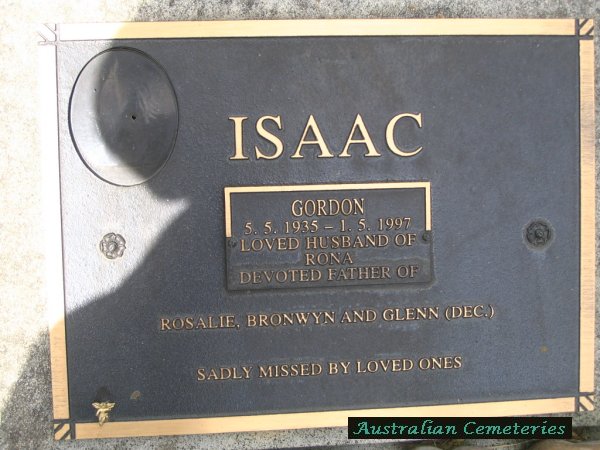 ISAAC
GORDON
5. 5. 1935 – 1. 5. 1997
LOVED HUSBAND OF
RONA
DEVOTED FATHER OF
ROSALIE, BRONWYN AND GLENN (DEC.)
SADLY MISSED BY LOVED ONES
Australian Cemeteries